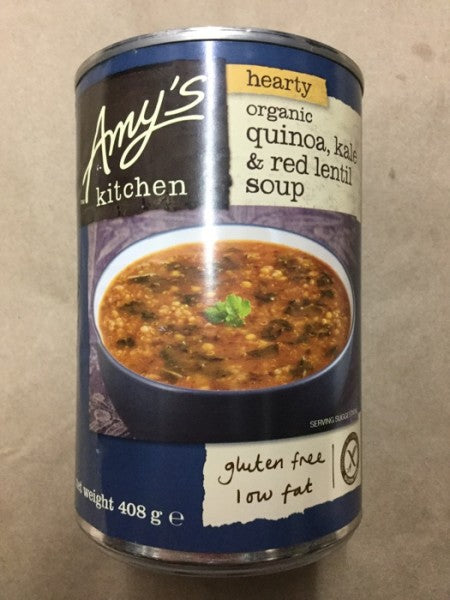 Amy's
kitchen
hearty
organic
quinoa, kale
& red lentil
soup
SERVING SUGGESTION
gluten free
low fat
weight 408 g e